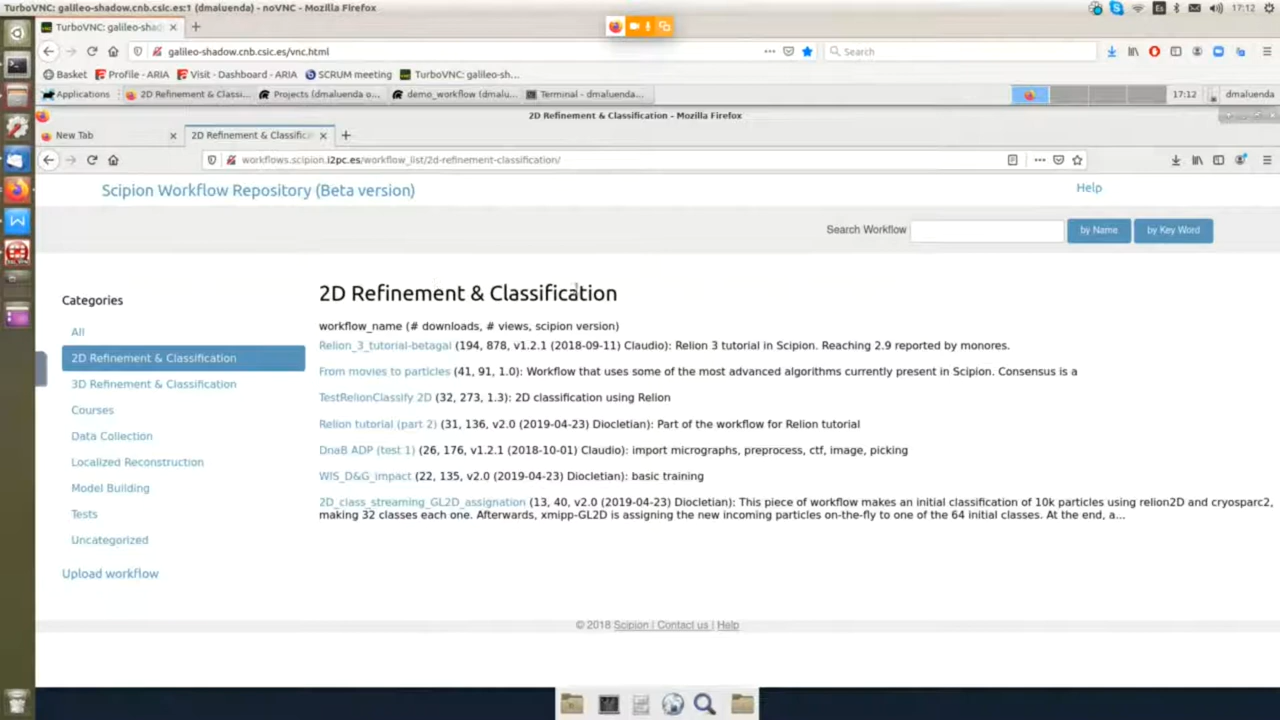 TurboVNC: galileo-shadow.cnb.csic.es:1 (dmaluenda) - noVNC - Mozilla Firefox
Es
17:12
TurboVNC: galileo-shado
galileo-shadow.cnb.csic.es/vnc.html
Search
Basket
Profile - ARIA
Visit - Dashboard - ARIA
SCRUM meeting
TurboVNC: galileo-sh...
Applications
2D Refinement & Classi...
Projects (dmaluenda o...
demo_workflow (dmalu...
Terminal - dmaluenda...
17:12
dmaluenda
2D Refinement & Classification - Mozilla Firefox
New Tab
2D Refinement & Classific
workflows.scipion.i2pc.es/workflow_list/2d-refinement-classification/
Scipion Workflow Repository (Beta version)
Help
Search Workflow
by Name
by Key Word
Categories
All
2D Refinement & Classification
3D Refinement & Classification
Courses
Data Collection
Localized Reconstruction
Model Building
Tests
Uncategorized
Upload workflow
2D Refinement & Classification
workflow_name (# downloads, # views, scipion version)
Relion_3_tutorial-betagal (194, 878, v1.2.1 (2018-09-11) Claudio): Relion 3 tutorial in Scipion. Reaching 2.9 reported by monores.
From movies to particles (41, 91, 1.0): Workflow that uses some of the most advanced algorithms currently present in Scipion. Consensus is a
TestRelionClassify 2D (32, 273, 1.3): 2D classification using Relion
Relion tutorial (part 2) (31, 136, v2.0 (2019-04-23) Diocletian): Part of the workflow for Relion tutorial
DnaB ADP (test 1) (26, 176, v1.2.1 (2018-10-01) Claudio): import micrographs, preprocess, ctf, image, picking
WIS_D&G_impact (22, 135, v2.0 (2019-04-23) Diocletian): basic training
2D_class_streaming_GL2D_assignation (13, 40, v2.0 (2019-04-23) Diocletian): This piece of workflow makes an initial classification of 10k particles using relion2D and cryosparc2,
making 32 classes each one. Afterwards, xmipp-GL2D is assigning the new incoming particles on-the-fly to one of the 64 initial classes. At the end, a...
© 2018 Scipion | Contact us | Help